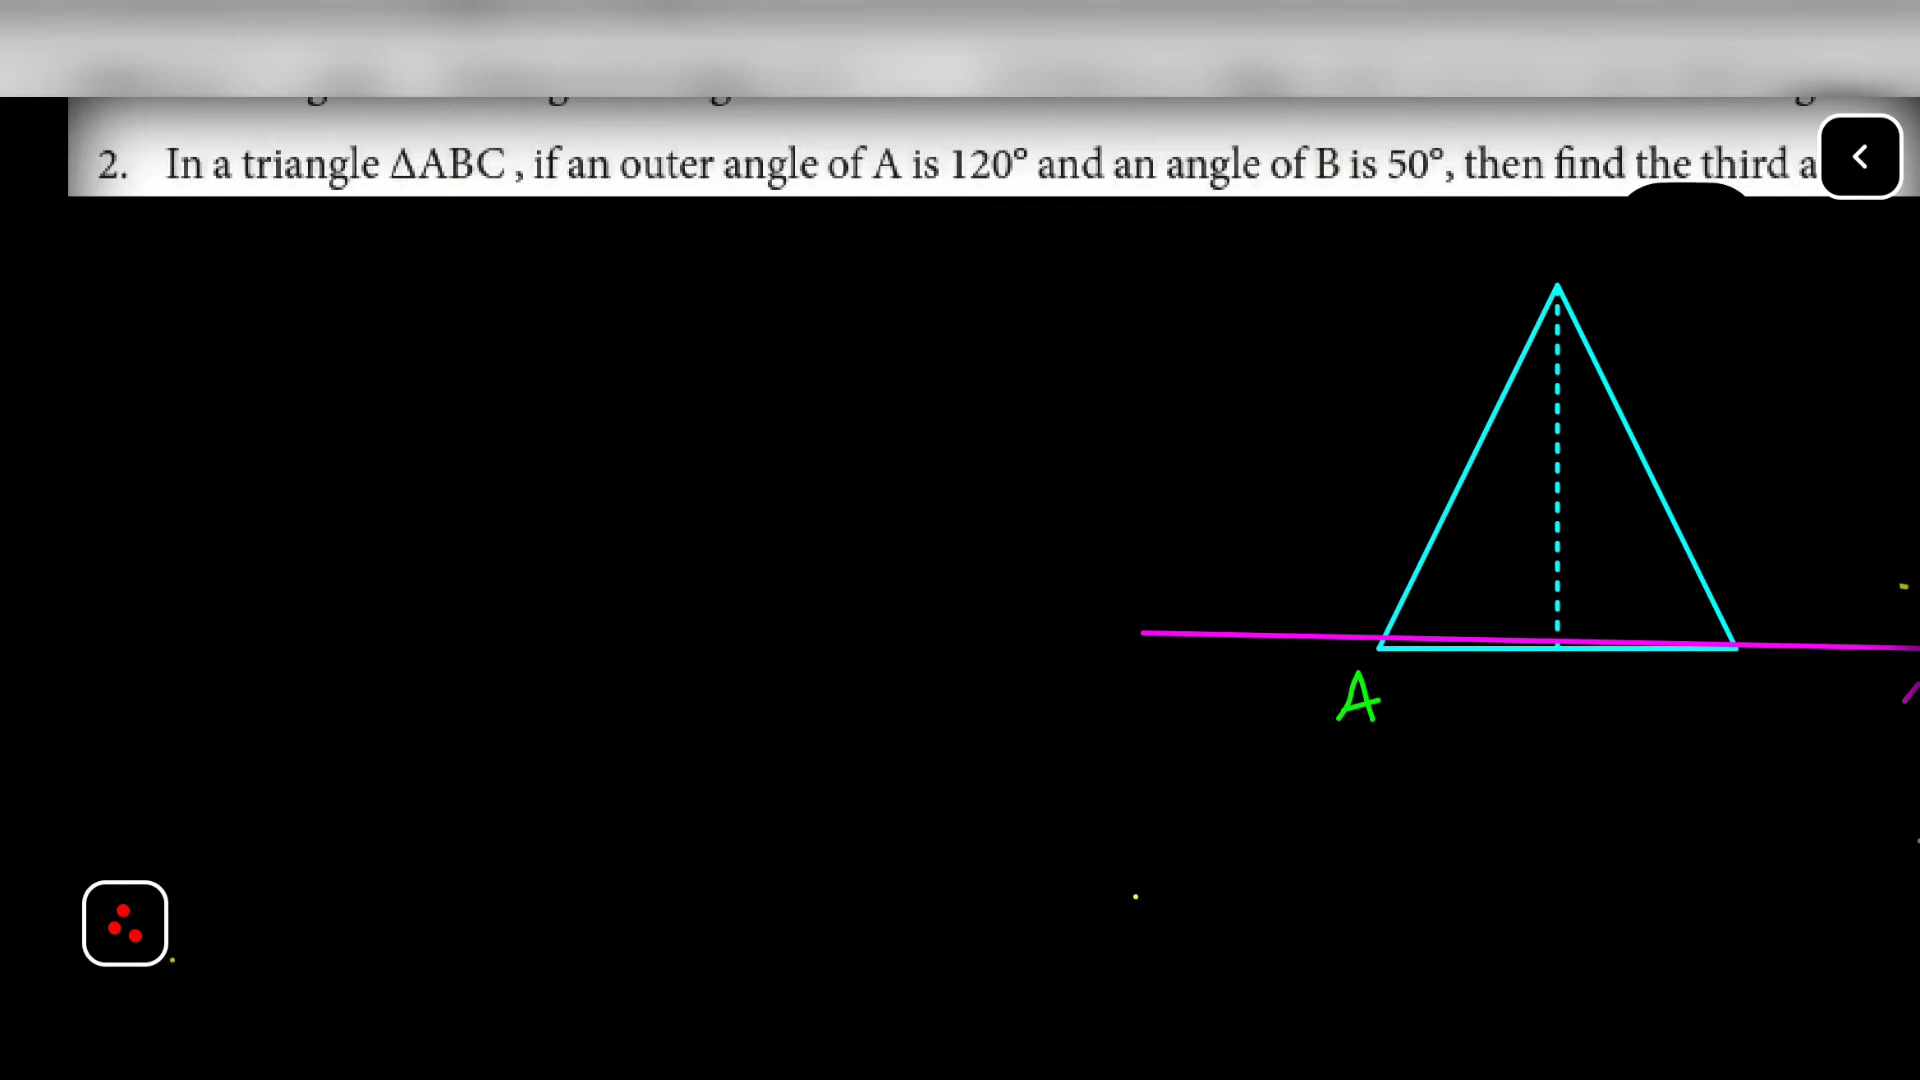 2. In a triangle ΔABC , if an outer angle of A is 120° and an angle of B is 50°, then find the third a
A